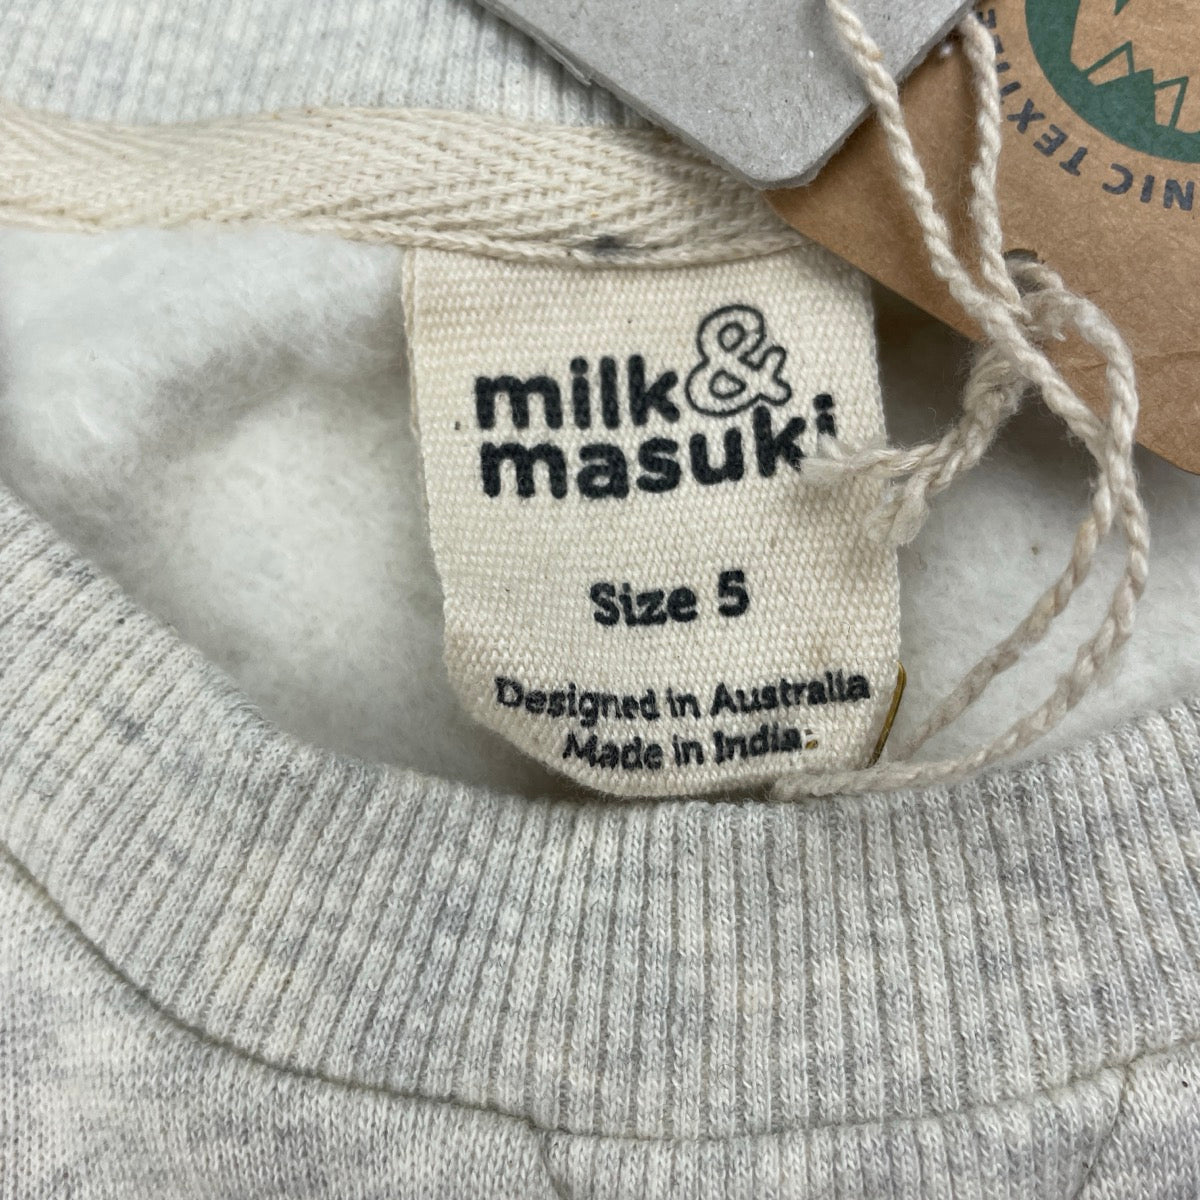 milk&
masuki
Size 5
Designed in Australia
Made in India